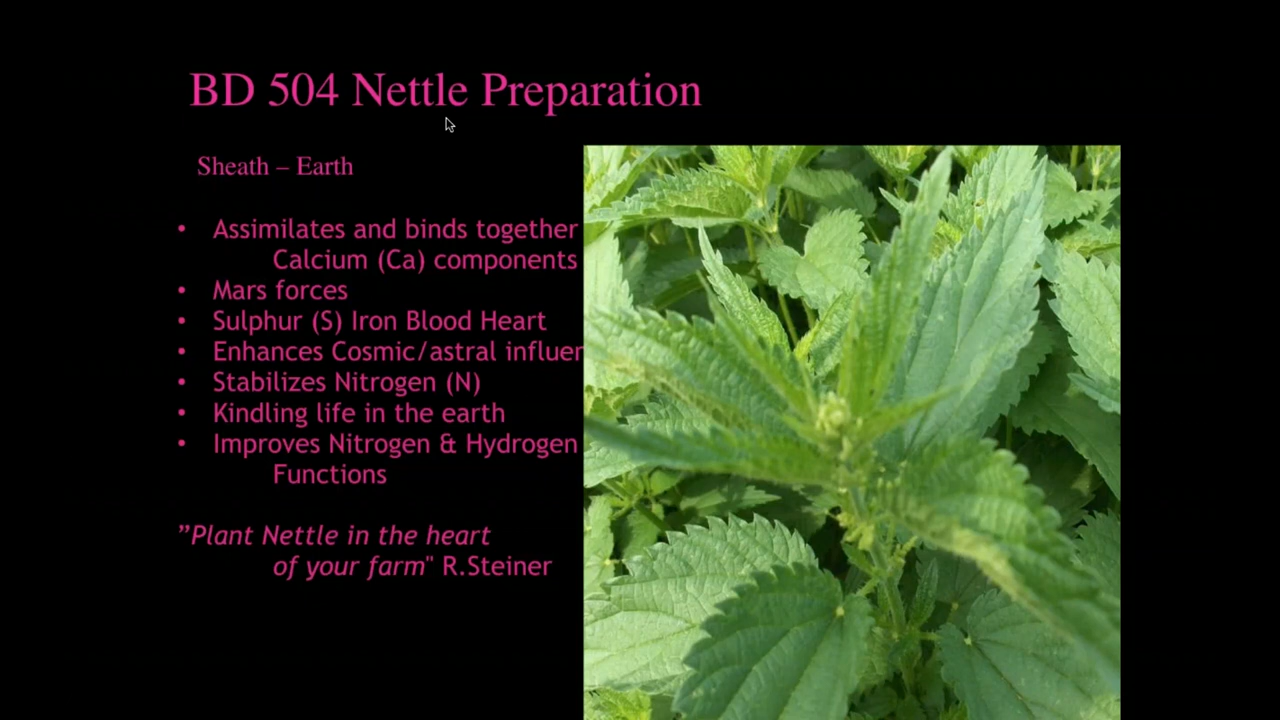 BD 504 Nettle Preparation
Sheath – Earth
• Assimilates and binds together
Calcium (Ca) components
• Mars forces
• Sulphur (S) Iron Blood Heart
• Enhances Cosmic/astral influen
• Stabilizes Nitrogen (N)
• Kindling life in the earth
• Improves Nitrogen & Hydrogen
Functions
”Plant Nettle in the heart
of your farm" R.Steiner